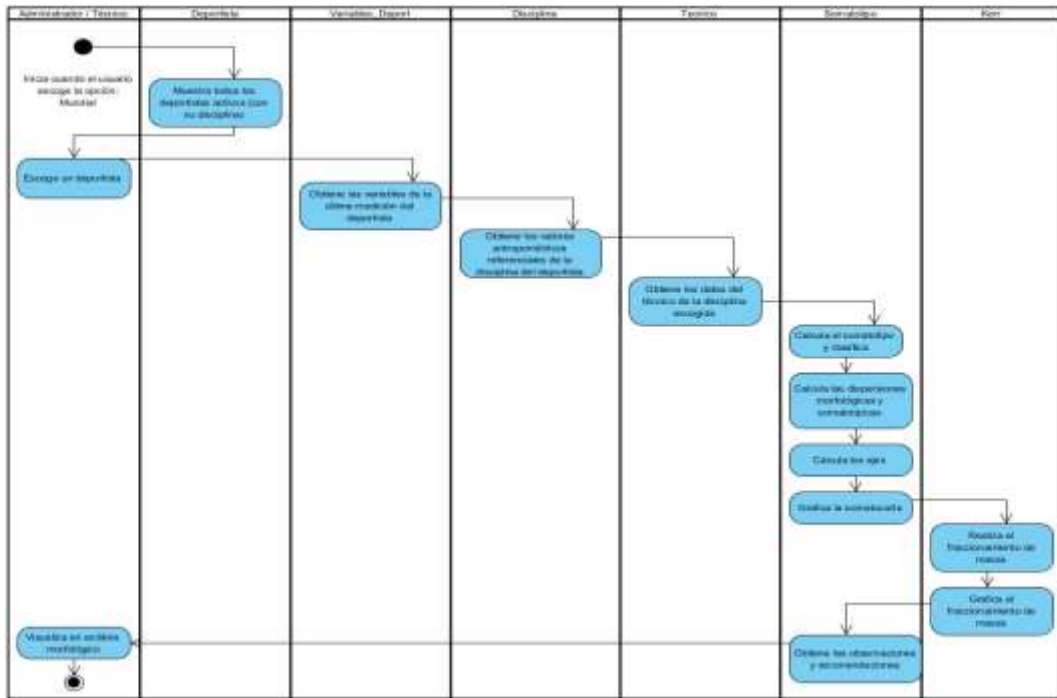 Administrador / Técnico
Deportista
Variables_Deport
Disciplina
Tecnico
Somatotipo
Kerr
Inicia cuando el usuario
escoge la opción:
Mundial
Muestra todos los
deportistas activos con
su disciplina
Escoge un deportista
Obtiene las variables de la
última medición del
deportista
Obtiene los valores
antropométricos
referenciales de la
disciplina del deportista
Obtiene los datos del
técnico de la disciplina
escogida
Calcula el somatotipo
y clasifica
Calcula las dispersiones
morfológicas y
somatotípicas
Calcula los ejes
Grafica la somatocarta
Realiza el
fraccionamiento de
masas
Grafica el
fraccionamiento de
masas
Obtiene las observaciones
y recomendaciones
Visualiza en análisis
morfológico